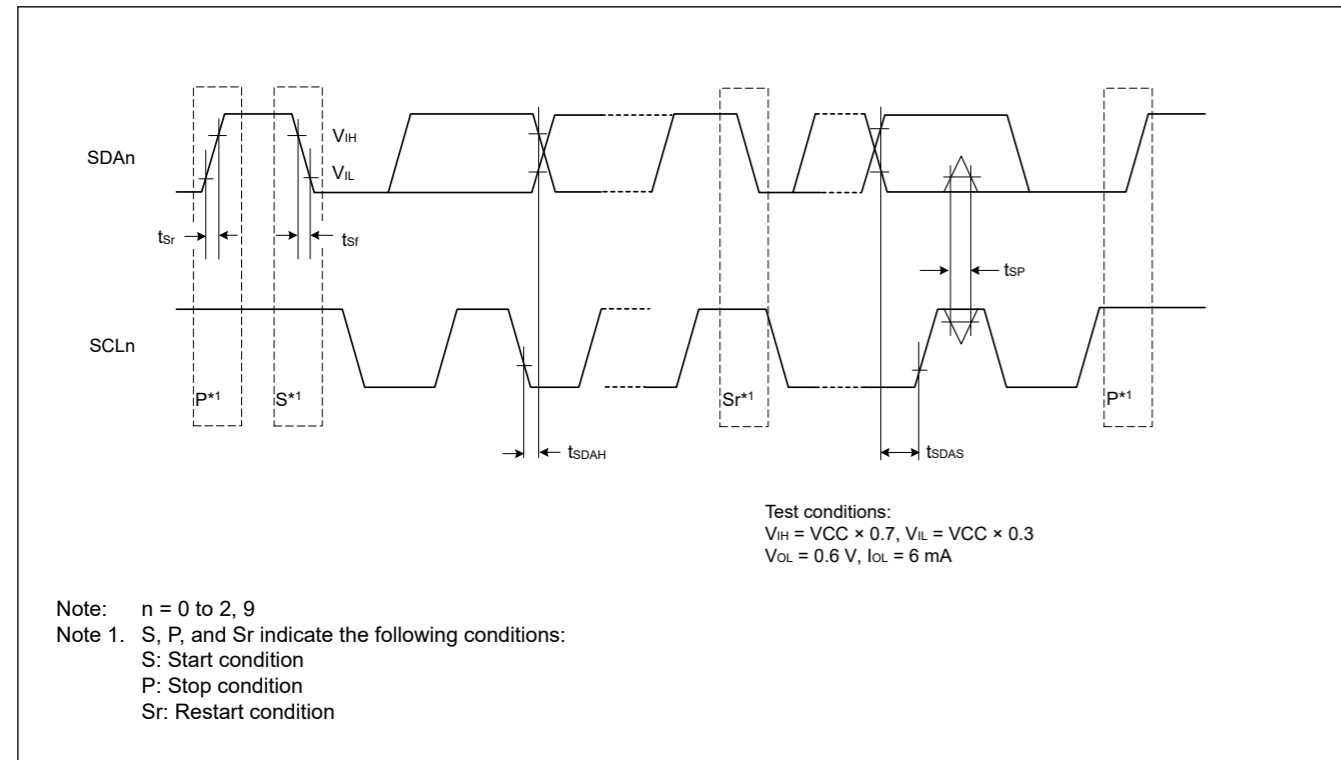 VIH
SDAn
VIL
tSr
tSf
tSP
SCLn
P*1
S*1
Sr*1
P*1
tSDAH
tSDAS
Test conditions:
VIH = VCC × 0.7, VIL = VCC × 0.3
VOL = 0.6 V, IOL = 6 mA
Note: n = 0 to 2, 9
Note 1. S, P, and Sr indicate the following conditions:
S: Start condition
P: Stop condition
Sr: Restart condition